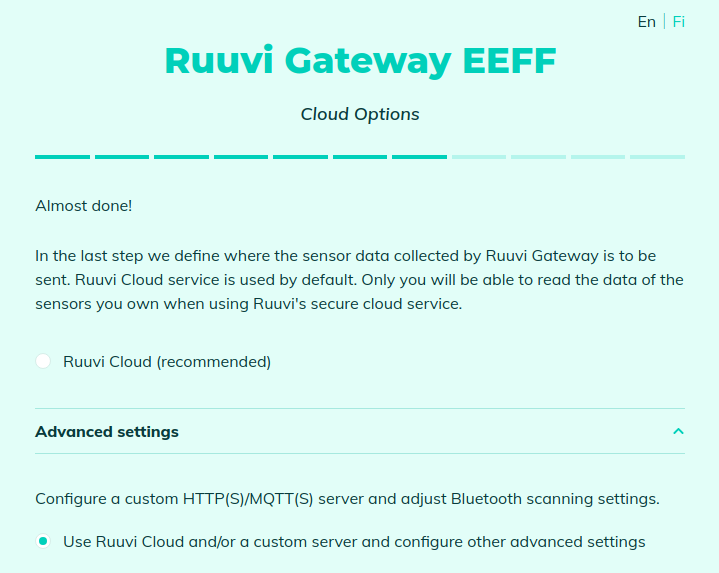 En | Fi
Ruuvi Gateway EEFF
Cloud Options
Almost done!
In the last step we define where the sensor data collected by Ruuvi Gateway is to be
sent. Ruuvi Cloud service is used by default. Only you will be able to read the data of the
sensors you own when using Ruuvi's secure cloud service.
Ruuvi Cloud (recommended)
Advanced settings
Configure a custom HTTP(S)/MQTT(S) server and adjust Bluetooth scanning settings.
Use Ruuvi Cloud and/or a custom server and configure other advanced settings